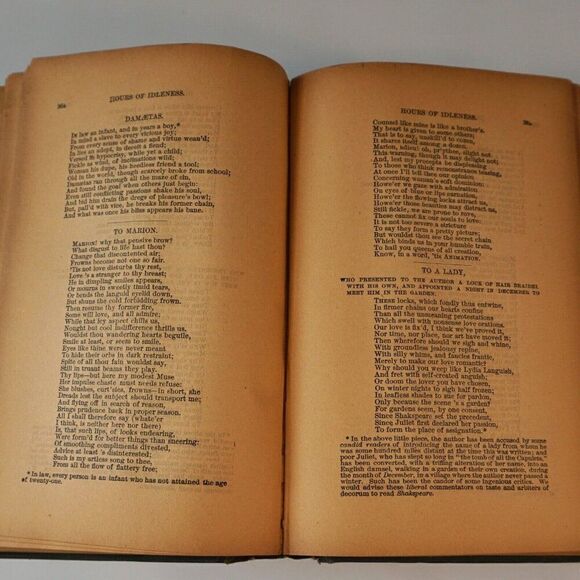 HOURS OF IDLENESS.
DAMÆTAS.
IN law an infant, and in years a boy,*
In mind a slave to every vicious joy;
From every sense of shame and virtue wean'd;
In lies an adept, in deceit a fiend;
Versed in hypocrisy, while yet a child;
Fickle as wind, of inclinations wild;
Woman his dupe, his heedless friend a tool;
Old in the world, though scarcely broke from school;
Damætas ran through all the maze of sin,
And found the goal when others just begin:
Even still conflicting passions shake his soul,
And bid him drain the dregs of pleasure's bowl;
But, pall'd with vice, he breaks his former chain,
And what was once his bliss appears his bane.
TO MARION.
MARION! why that pensive brow?
What disgust to life hast thou?
Change that discontented air;
Frowns become not one so fair.
'Tis not love disturbs thy rest,
Love's a stranger to thy breast;
He in dimpling smiles appears,
Or mourns in sweetly timid tears,
Or bends the languid eyelid down,
But shuns the cold forbidding frown.
Then resume thy former fire,
Some will love, and all admire;
While that icy aspect chills us,
Nought but cool indifference thrills us.
Wouldst thou wandering hearts beguile,
Smile at least, or seem to smile.
Eyes like thine were never meant
To hide their orbs in dark restraint;
Spite of all thou fain wouldst say,
Still in truant beams they play.
Thy lips—but here my modest Muse
Her impulse chaste must needs refuse:
She blushes, curt'sies, frowns—in short, she
Dreads lest the subject should transport me;
And flying off in search of reason,
Brings prudence back in proper season.
All I shall therefore say (whate'er
I think, is neither here nor there)
Is, that such lips, of looks endearing,
Were form'd for better things than sneering:
Of smoothing compliments divested,
Advice at least's disinterested;
Such is my artless song to thee,
From all the flow of flattery free;
* In law, every person is an infant who has not attained the age
of twenty-one.
HOURS OF IDLENESS.
Counsel like mine is like a brother's,
My heart is given to some others;
That is to say, unskill'd to cozen,
It shares itself among a dozen.
Marion, adieu! oh, pr'ythee, slight not
This warning, though it may delight not;
And, lest my precepts be displeasing
To those who think remonstrance teasing,
At once I'll tell thee our opinion
Concerning woman's soft dominion:
Howe'er we gaze with admiration
On eyes of blue or lips carnation,
Howe'er the flowing locks attract us,
Howe'er those beauties may distract us,
Still fickle, we are prone to rove,
These cannot fix our souls to love:
It is not too severe a stricture
To say they form a pretty picture;
But wouldst thou see the secret chain
Which binds us in your humble train,
To hail you queens of all creation,
Know, in a word, 'tis ANIMATION.
TO A LADY,
WHO PRESENTED TO THE AUTHOR A LOCK OF HAIR BRAIDED
WITH HIS OWN, AND APPOINTED A NIGHT IN DECEMBER TO
MEET HIM IN THE GARDEN.
THESE locks, which fondly thus entwine,
In firmer chains our hearts confine
Than all the unmeaning protestations
Which swell with nonsense love orations.
Our love is fix'd, I think we've proved it,
Nor time, nor place, nor art have moved it;
Then wherefore should we sigh and whine,
With groundless jealousy repine,
With silly whims, and fancies frantic,
Merely to make our love romantic?
Why should you weep like Lydia Languish,
And fret with self-created anguish;
Or doom the lover you have chosen,
On winter nights to sigh half frozen;
In leafless shades to sue for pardon,
Only because the scene's a garden?
For gardens seem, by one consent,
Since Shakspeare set the precedent,
Since Juliet first declared her passion,
To form the place of assignation.*
* In the above little piece, the author has been accused by some
candid readers of introducing the name of a lady from whom he
was some hundred miles distant at the time this was written; and
poor Juliet, who has slept so long in "the tomb of all the Capulets,"
has been converted, with a trifling alteration of her name, into an
English damsel, walking in a garden of their own creation, during
the month of December, in a village where the author never passed a
winter. Such has been the candor of some ingenious critics. We
would advise these liberal commentators on taste and arbiters of
decorum to read Shakspeare.